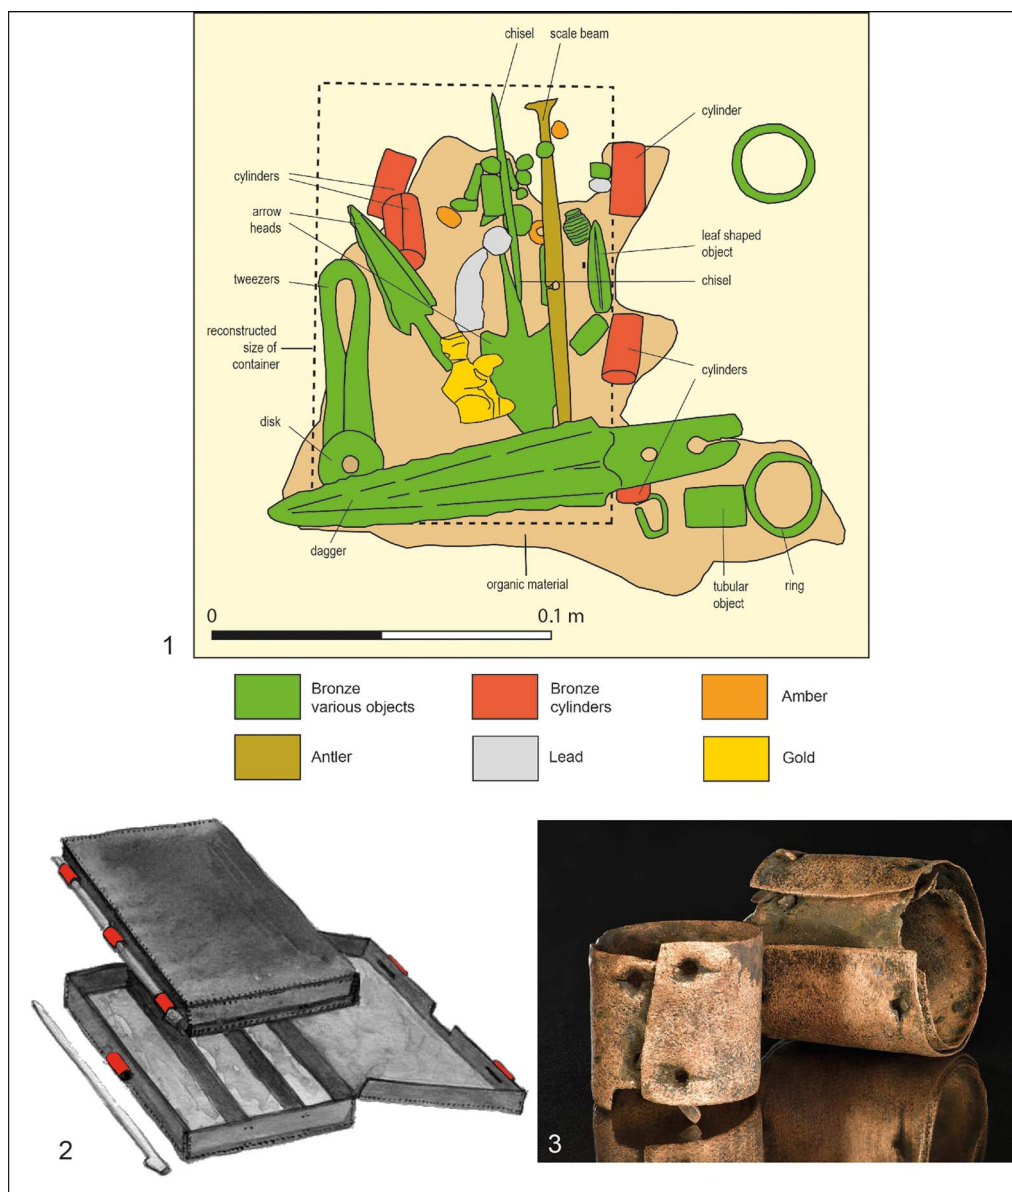 chisel
scale beam
cylinder
cylinders
arrow
heads
leaf shaped
object
tweezers
chisel
reconstructed
size of
container
cylinders
disk
dagger
organic material
tubular
object
ring
0
0.1 m
1
Bronze
various objects
Bronze
cylinders
Amber
Antler
Lead
Gold
2
3